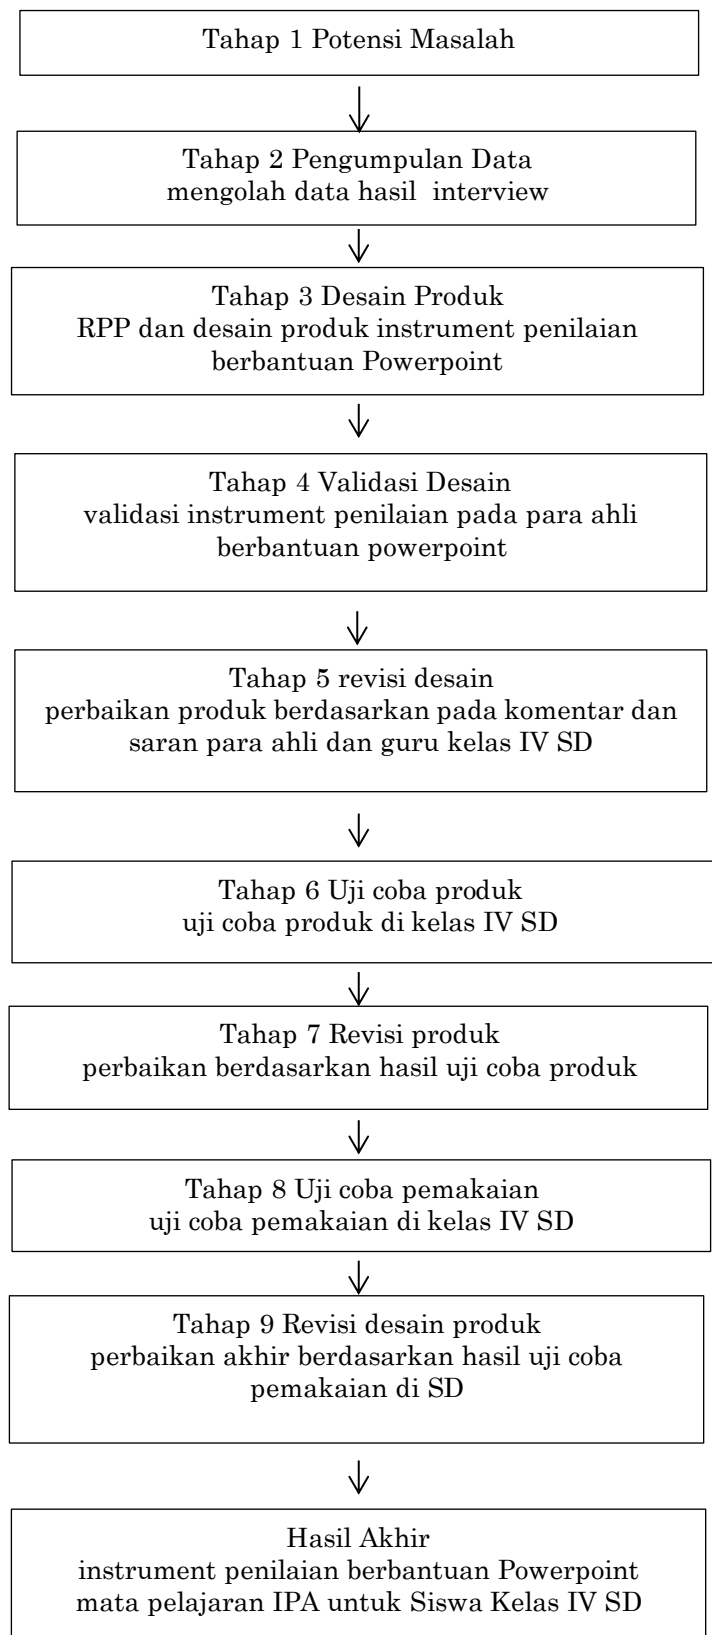 Tahap 1 Potensi Masalah
Tahap 2 Pengumpulan Data
mengolah data hasil interview
Tahap 3 Desain Produk
RPP dan desain produk instrument penilaian
berbantuan Powerpoint
Tahap 4 Validasi Desain
validasi instrument penilaian pada para ahli
berbantuan powerpoint
Tahap 5 revisi desain
perbaikan produk berdasarkan pada komentar dan
saran para ahli dan guru kelas IV SD
Tahap 6 Uji coba produk
uji coba produk di kelas IV SD
Tahap 7 Revisi produk
perbaikan berdasarkan hasil uji coba produk
Tahap 8 Uji coba pemakaian
uji coba pemakaian di kelas IV SD
Tahap 9 Revisi desain produk
perbaikan akhir berdasarkan hasil uji coba
pemakaian di SD
Hasil Akhir
instrument penilaian berbantuan Powerpoint
mata pelajaran IPA untuk Siswa Kelas IV SD